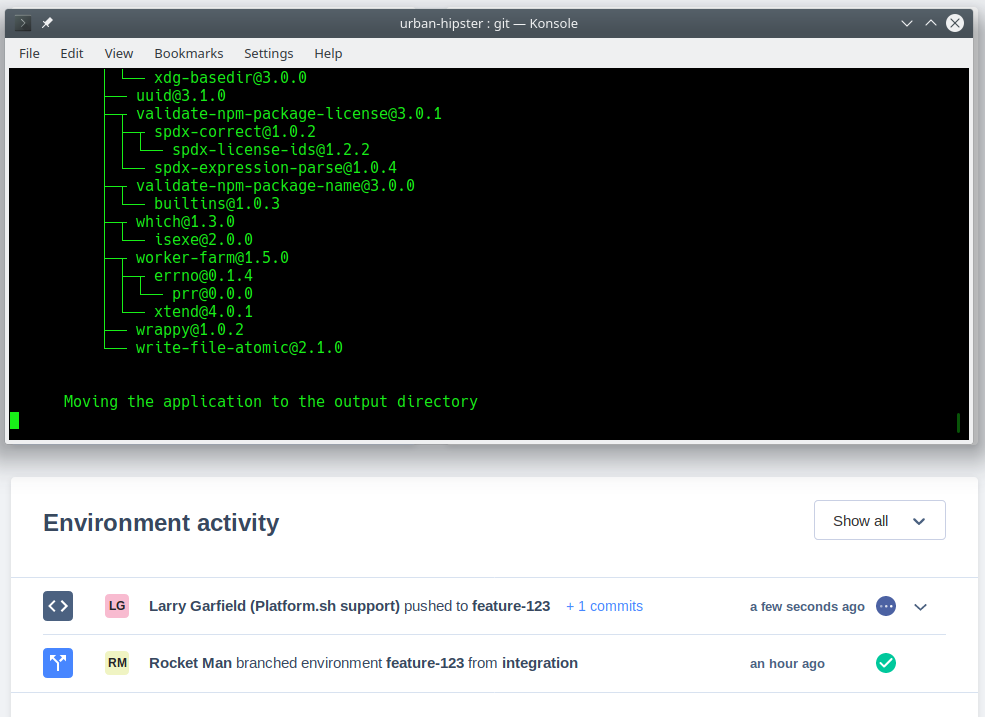 urban-hipster : git — Konsole
File Edit View Bookmarks Settings Help
│ └── xdg-basedir@3.0.0
├── uuid@3.1.0
├─┬ validate-npm-package-license@3.0.1
│ ├─┬ spdx-correct@1.0.2
│ │ └── spdx-license-ids@1.2.2
│ └── spdx-expression-parse@1.0.4
├─┬ validate-npm-package-name@3.0.0
│ └── builtins@1.0.3
├─┬ which@1.3.0
│ └── isexe@2.0.0
├─┬ worker-farm@1.5.0
│ ├─┬ errno@0.1.4
│ │ └── prr@0.0.0
│ └── xtend@4.0.1
├── wrappy@1.0.2
└── write-file-atomic@2.1.0
Moving the application to the output directory
Environment activity
Show all
LG Larry Garfield (Platform.sh support) pushed to feature-123 + 1 commits a few seconds ago
RM Rocket Man branched environment feature-123 from integration an hour ago